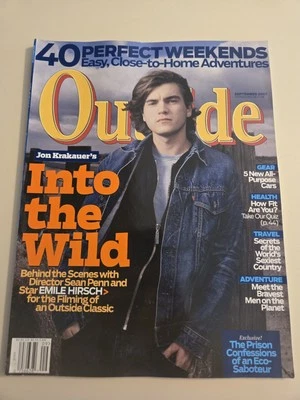 40 PERFECT WEEKENDS
Easy, Close-to-Home Adventures
Outside
SEPTEMBER 2007
Jon Krakauer's
Into
the
Wild
Behind the Scenes with
Director Sean Penn and
Star EMILE HIRSCH>
for the Filming of
an Outside Classic
GEAR
5 New All-
Purpose
Cars
HEALTH
How Fit
Are You?
Take Our Quiz
(p.44)
TRAVEL
Secrets
of the
World's
Sexiest
Country
ADVENTURE
Meet the
Bravest
Men on the
Planet
Exclusive!
The Prison
Confessions
of an Eco-
Saboteur